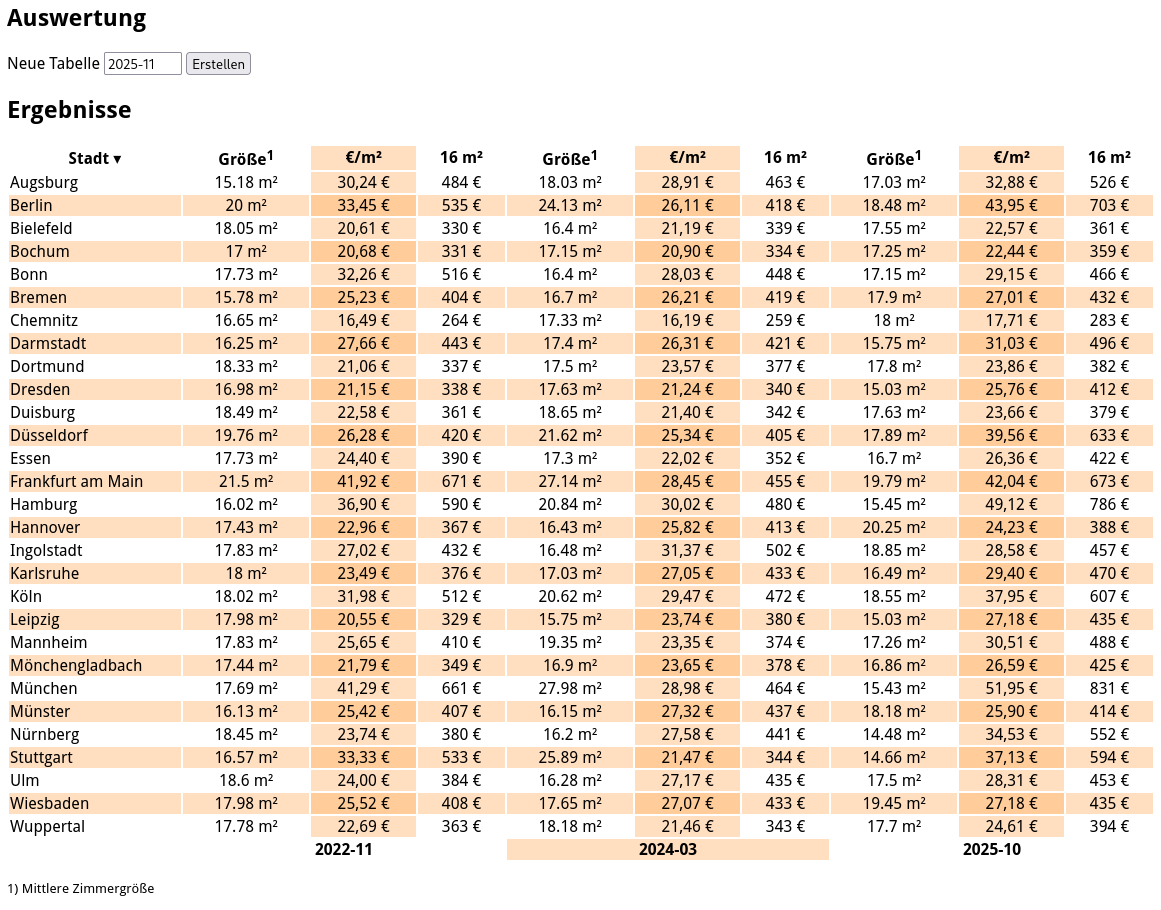 Auswertung
Neue Tabelle 2025-11 Erstellen
Ergebnisse
Stadt ▾ Größe1 €/m² 16 m² Größe1 €/m² 16 m² Größe1 €/m² 16 m²
Augsburg 15.18 m² 30,24 € 484 € 18.03 m² 28,91 € 463 € 17.03 m² 32,88 € 526 €
Berlin 20 m² 33,45 € 535 € 24.13 m² 26,11 € 418 € 18.48 m² 43,95 € 703 €
Bielefeld 18.05 m² 20,61 € 330 € 16.4 m² 21,19 € 339 € 17.55 m² 22,57 € 361 €
Bochum 17 m² 20,68 € 331 € 17.15 m² 20,90 € 334 € 17.25 m² 22,44 € 359 €
Bonn 17.73 m² 32,26 € 516 € 16.4 m² 28,03 € 448 € 17.15 m² 29,15 € 466 €
Bremen 15.78 m² 25,23 € 404 € 16.7 m² 26,21 € 419 € 17.9 m² 27,01 € 432 €
Chemnitz 16.65 m² 16,49 € 264 € 17.33 m² 16,19 € 259 € 18 m² 17,71 € 283 €
Darmstadt 16.25 m² 27,66 € 443 € 17.4 m² 26,31 € 421 € 15.75 m² 31,03 € 496 €
Dortmund 18.33 m² 21,06 € 337 € 17.5 m² 23,57 € 377 € 17.8 m² 23,86 € 382 €
Dresden 16.98 m² 21,15 € 338 € 17.63 m² 21,24 € 340 € 15.03 m² 25,76 € 412 €
Duisburg 18.49 m² 22,58 € 361 € 18.65 m² 21,40 € 342 € 17.63 m² 23,66 € 379 €
Düsseldorf 19.76 m² 26,28 € 420 € 21.62 m² 25,34 € 405 € 17.89 m² 39,56 € 633 €
Essen 17.73 m² 24,40 € 390 € 17.3 m² 22,02 € 352 € 16.7 m² 26,36 € 422 €
Frankfurt am Main 21.5 m² 41,92 € 671 € 27.14 m² 28,45 € 455 € 19.79 m² 42,04 € 673 €
Hamburg 16.02 m² 36,90 € 590 € 20.84 m² 30,02 € 480 € 15.45 m² 49,12 € 786 €
Hannover 17.43 m² 22,96 € 367 € 16.43 m² 25,82 € 413 € 20.25 m² 24,23 € 388 €
Ingolstadt 17.83 m² 27,02 € 432 € 16.48 m² 31,37 € 502 € 18.85 m² 28,58 € 457 €
Karlsruhe 18 m² 23,49 € 376 € 17.03 m² 27,05 € 433 € 16.49 m² 29,40 € 470 €
Köln 18.02 m² 31,98 € 512 € 20.62 m² 29,47 € 472 € 18.55 m² 37,95 € 607 €
Leipzig 17.98 m² 20,55 € 329 € 15.75 m² 23,74 € 380 € 15.03 m² 27,18 € 435 €
Mannheim 17.83 m² 25,65 € 410 € 19.35 m² 23,35 € 374 € 17.26 m² 30,51 € 488 €
Mönchengladbach 17.44 m² 21,79 € 349 € 16.9 m² 23,65 € 378 € 16.86 m² 26,59 € 425 €
München 17.69 m² 41,29 € 661 € 27.98 m² 28,98 € 464 € 15.43 m² 51,95 € 831 €
Münster 16.13 m² 25,42 € 407 € 16.15 m² 27,32 € 437 € 18.18 m² 25,90 € 414 €
Nürnberg 18.45 m² 23,74 € 380 € 16.2 m² 27,58 € 441 € 14.48 m² 34,53 € 552 €
Stuttgart 16.57 m² 33,33 € 533 € 25.89 m² 21,47 € 344 € 14.66 m² 37,13 € 594 €
Ulm 18.6 m² 24,00 € 384 € 16.28 m² 27,17 € 435 € 17.5 m² 28,31 € 453 €
Wiesbaden 17.98 m² 25,52 € 408 € 17.65 m² 27,07 € 433 € 19.45 m² 27,18 € 435 €
Wuppertal 17.78 m² 22,69 € 363 € 18.18 m² 21,46 € 343 € 17.7 m² 24,61 € 394 €
2022-11 2024-03 2025-10
1) Mittlere Zimmergröße